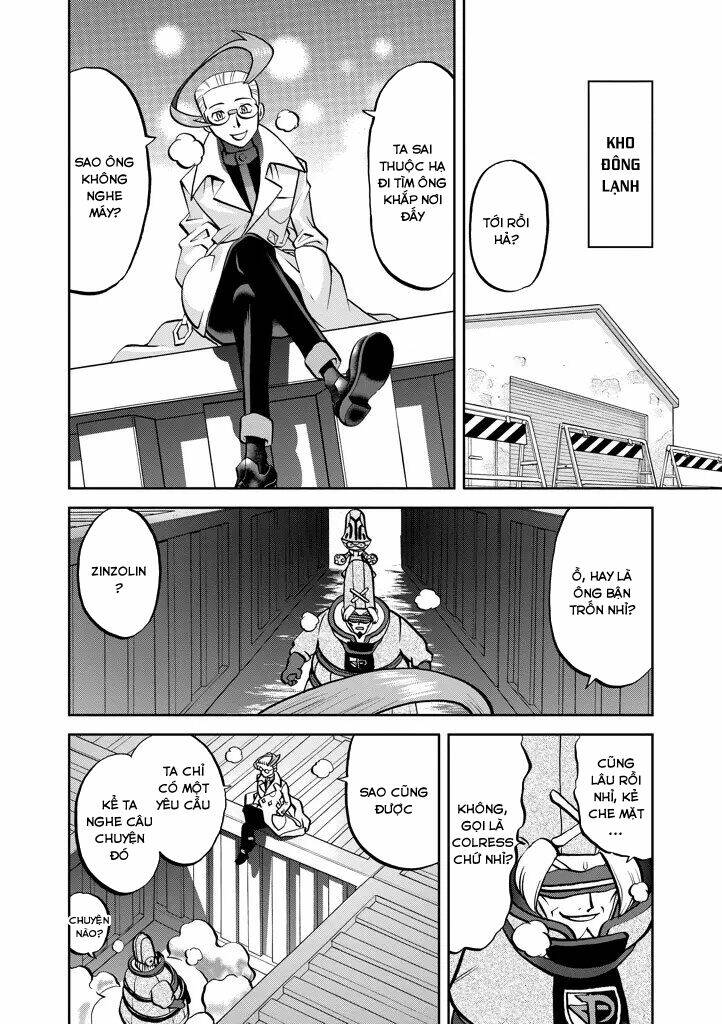 KHO
ĐÔNG
LẠNH
TỚI RỒI
HẢ?
TA SAI
THUỘC HẠ
ĐI TÌM ÔNG
KHẮP NƠI
ĐẤY
SAO ÔNG
KHÔNG
NGHE
MÁY?
Ồ, HAY LÀ
ÔNG BẬN
TRỐN NHỈ?
ZINZOLIN
?
CŨNG
LÂU RỒI
NHỈ, KẺ
CHE MẶT
...
KHÔNG,
GỌI LÀ
COLRESS
CHỨ NHỈ?
SAO CŨNG
ĐƯỢC
TA CHỈ
CÓ MỘT
YÊU CẦU
KỂ TA
NGHE CÂU
CHUYỆN
ĐÓ
CHUYỆN
NÀO?